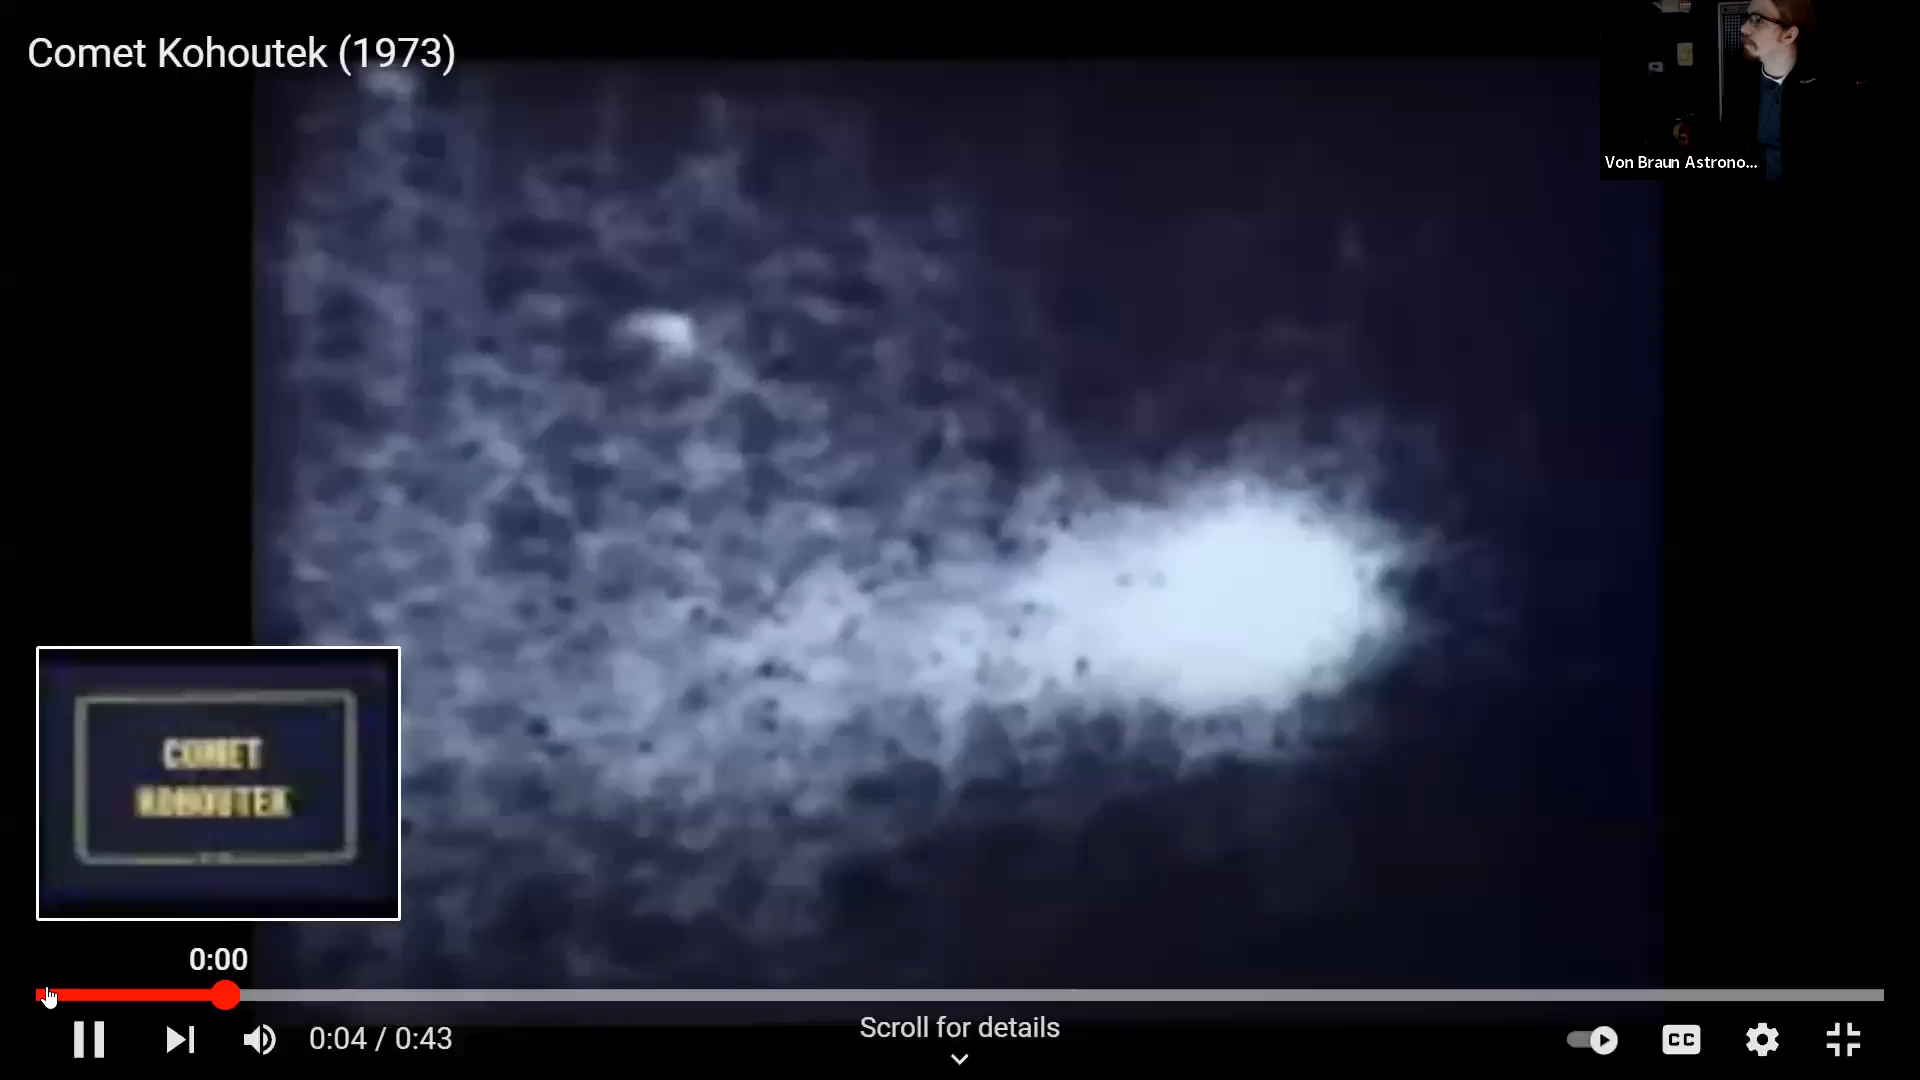 Comet Kohoutek (1973)
Von Braun Astrono...
COMET
KOHOUTEK
0:00
0:04 / 0:43
Scroll for details
CC